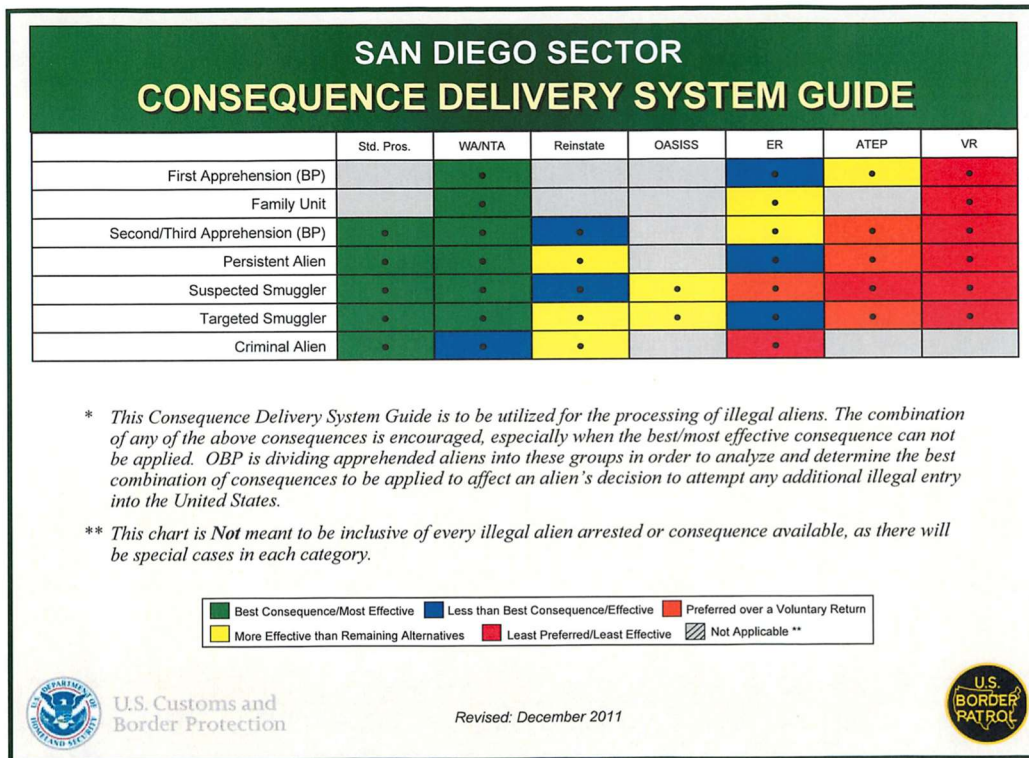 SAN DIEGO SECTOR
CONSEQUENCE DELIVERY SYSTEM GUIDE
Std. Pros. WA/NTA Reinstate OASISS ER ATEP VR
First Apprehension (BP)
Family Unit
Second/Third Apprehension (BP)
Persistent Alien
Suspected Smuggler
Targeted Smuggler
Criminal Alien
* This Consequence Delivery System Guide is to be utilized for the processing of illegal aliens. The combination
of any of the above consequences is encouraged, especially when the best/most effective consequence can not
be applied. OBP is dividing apprehended aliens into these groups in order to analyze and determine the best
combination of consequences to be applied to affect an alien's decision to attempt any additional illegal entry
into the United States.
** This chart is Not meant to be inclusive of every illegal alien arrested or consequence available, as there will
be special cases in each category.
Best Consequence/Most Effective Less than Best Consequence/Effective Preferred over a Voluntary Return
More Effective than Remaining Alternatives Least Preferred/Least Effective Not Applicable **
U.S. DEPARTMENT OF
HOMELAND SECURITY
U.S. Customs and
Border Protection
Revised: December 2011
U.S.
BORDER
PATROL